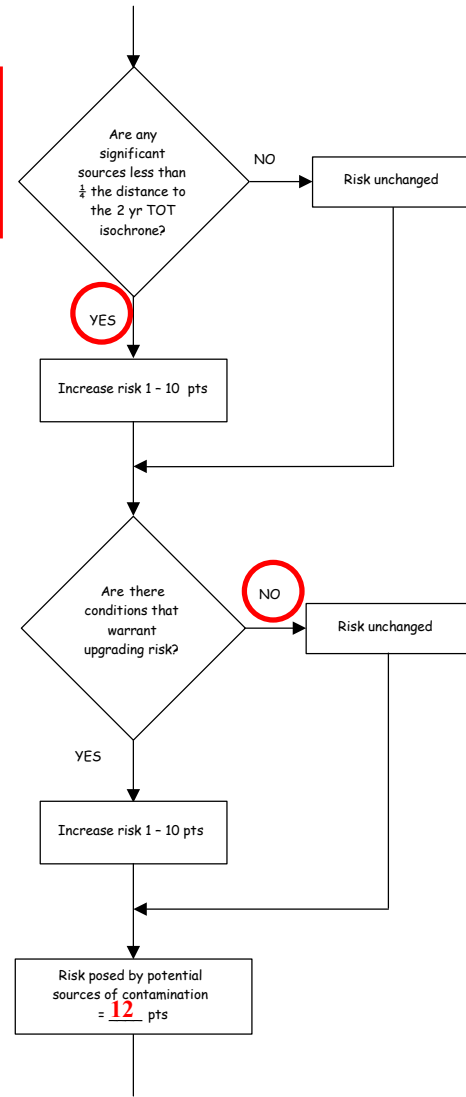 Are any
significant
sources less than
¼ the distance to
the 2 yr TOT
isochrone?
NO
Risk unchanged
YES
Increase risk 1 – 10 pts
Are there
conditions that
warrant
upgrading risk?
NO
Risk unchanged
YES
Increase risk 1 – 10 pts
Risk posed by potential
sources of contamination
= 12 pts